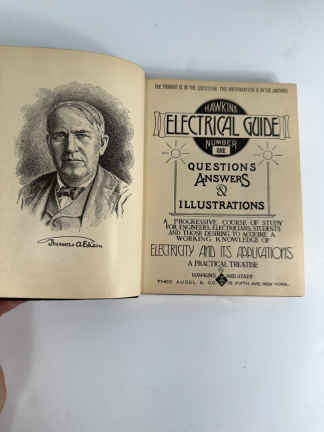 Thomas A Edison
THE THOUGHT IS IN THE QUESTION THE INFORMATION IS IN THE ANSWER
HAWKINS
ELECTRICAL GUIDE
NUMBER
ONE
QUESTIONS
ANSWERS
&
ILLUSTRATIONS
A PROGRESSIVE COURSE OF STUDY
FOR ENGINEERS, ELECTRICIANS, STUDENTS
AND THOSE DESIRING TO ACQUIRE A
WORKING KNOWLEDGE OF
ELECTRICITY AND ITS APPLICATIONS
A PRACTICAL TREATISE
HAWKINS AND STAFF
THEO. AUDEL & CO. FIFTH AVE. NEW YORK.